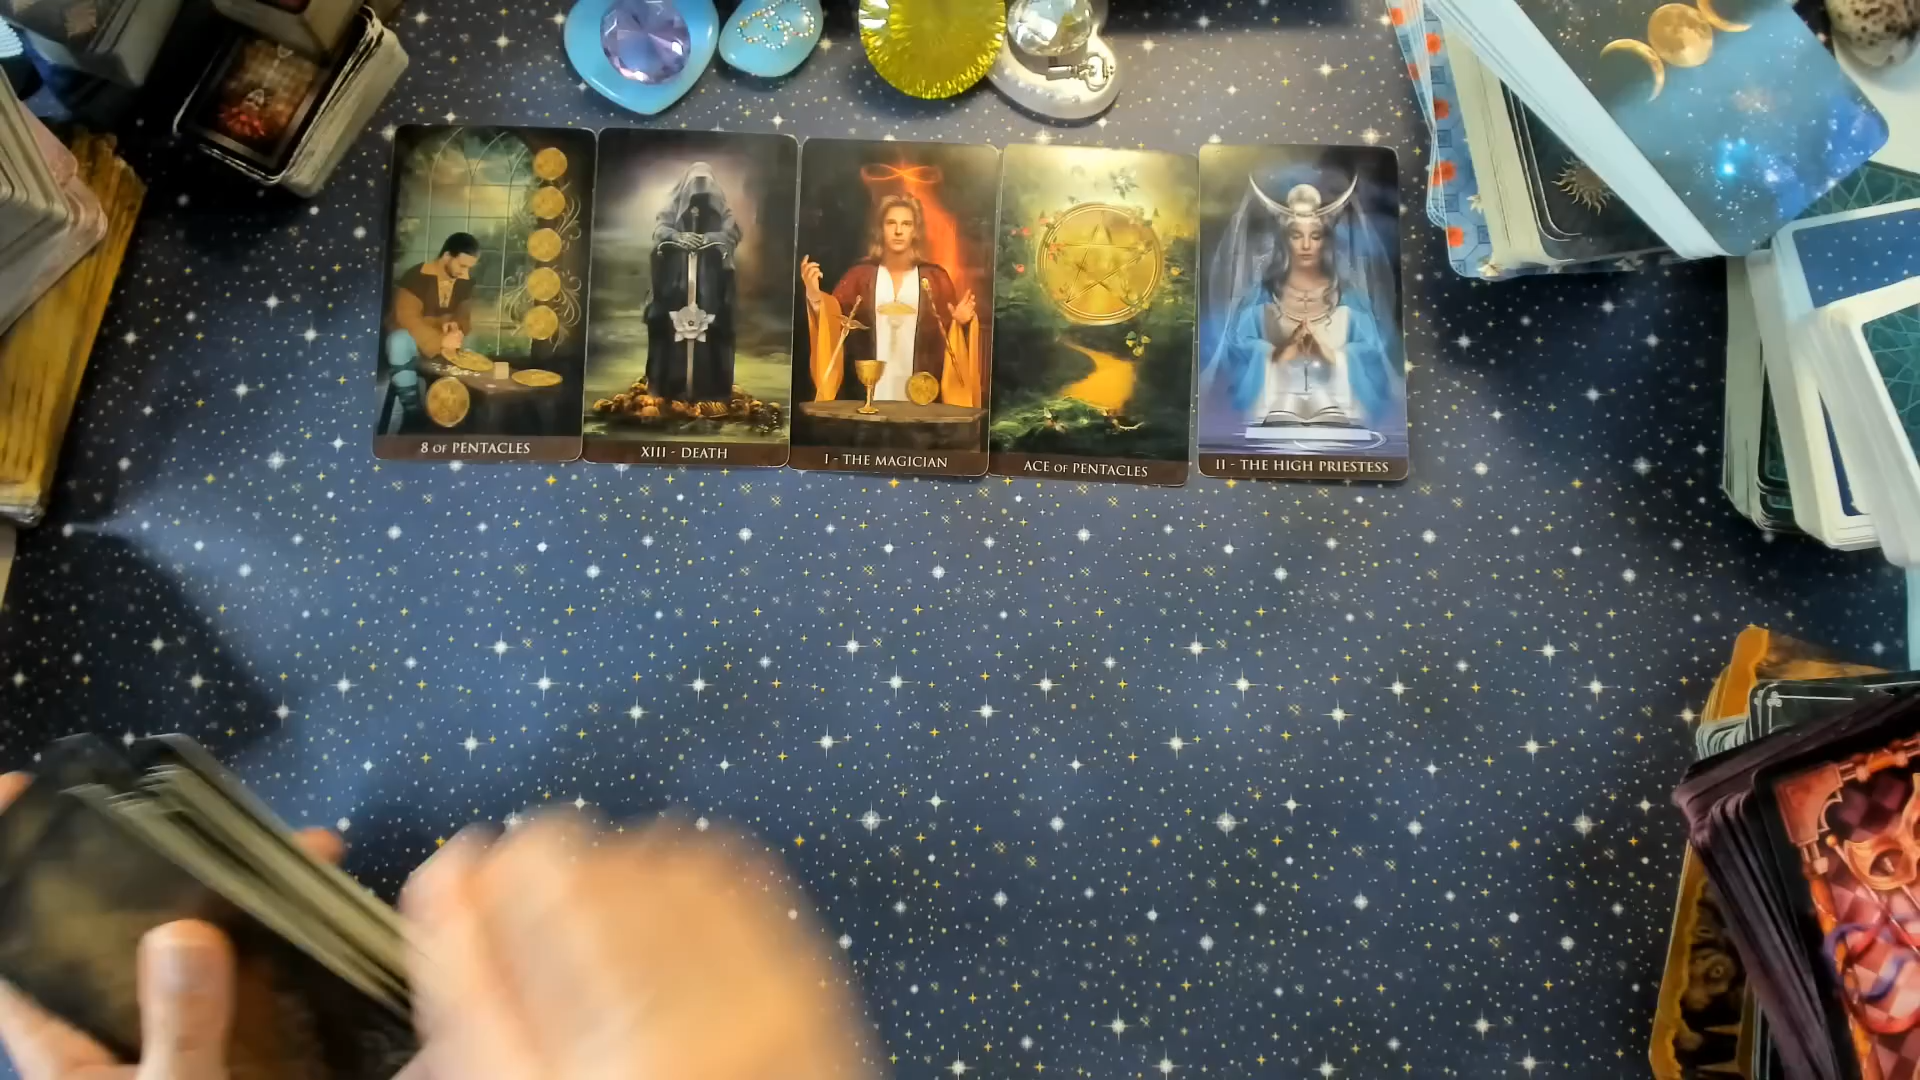 8 OF PENTACLES
XIII - DEATH
I - THE MAGICIAN
ACE OF PENTACLES
II - THE HIGH PRIESTESS